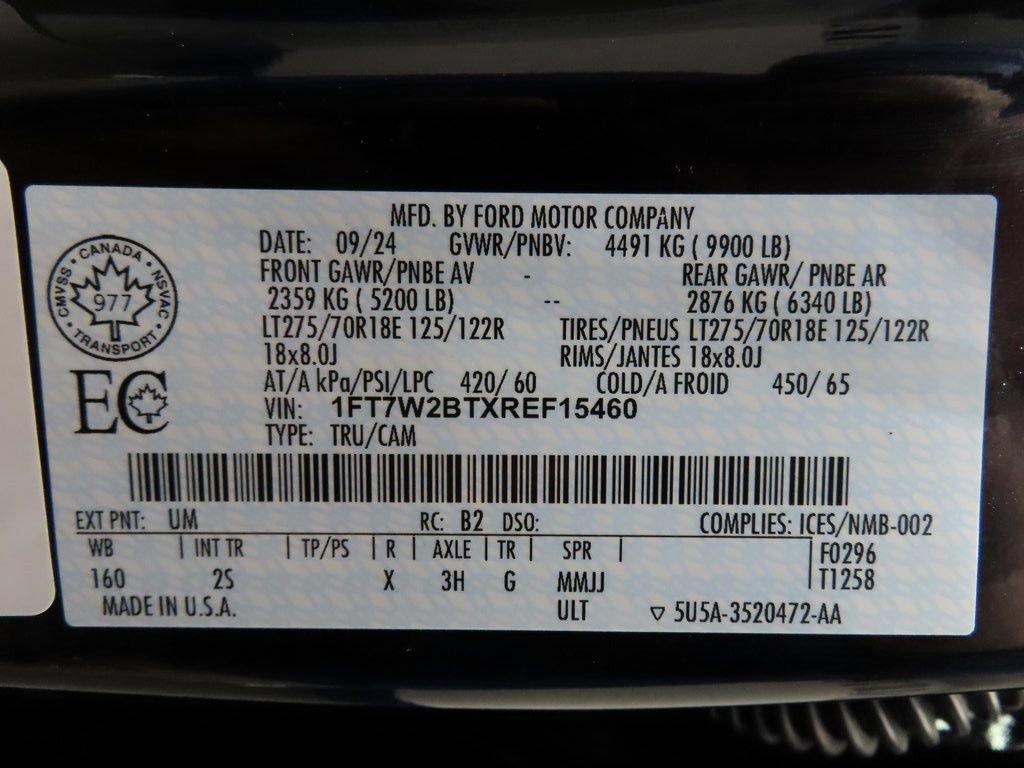 MFD. BY FORD MOTOR COMPANY
DATE: 09/24 GVWR/PNBV: 4491 KG ( 9900 LB)
FRONT GAWR/PNBE AV - REAR GAWR/ PNBE AR
2359 KG ( 5200 LB) -- 2876 KG ( 6340 LB)
LT275/70R18E 125/122R TIRES/PNEUS LT275/70R18E 125/122R
18x8.0J RIMS/JANTES 18x8.0J
AT/A kPa/PSI/LPC 420/ 60 COLD/A FROID 450/ 65
VIN: 1FT7W2BTXREF15460
TYPE: TRU/CAM
CANADA
CMVSS • NSVAC
977
TRANSPORT
EC
EXT PNT: UM RC: B2 DSO: COMPLIES: ICES/NMB-002
WB | INT TR | TP/PS | R | AXLE | TR | SPR | F0296
160 2S X 3H G MMJJ T1258
MADE IN U.S.A. ULT ▽ 5U5A-3520472-AA